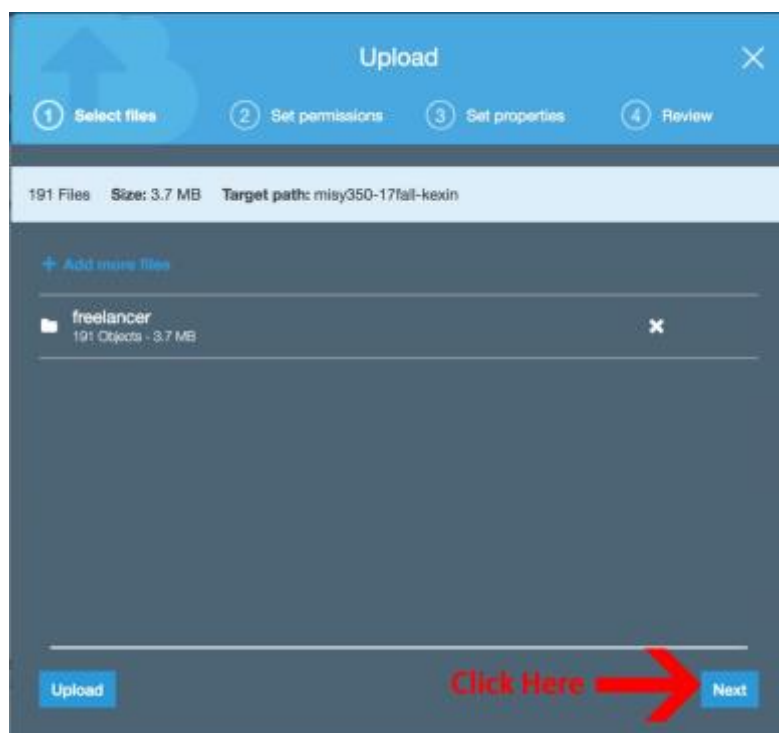 Upload
1 Select files 2 Set permissions 3 Set properties 4 Review
191 Files Size: 3.7 MB Target path: misy350-17fall-kexin
+ Add more files
freelancer
191 Objects - 3.7 MB
Click Here
Upload Next